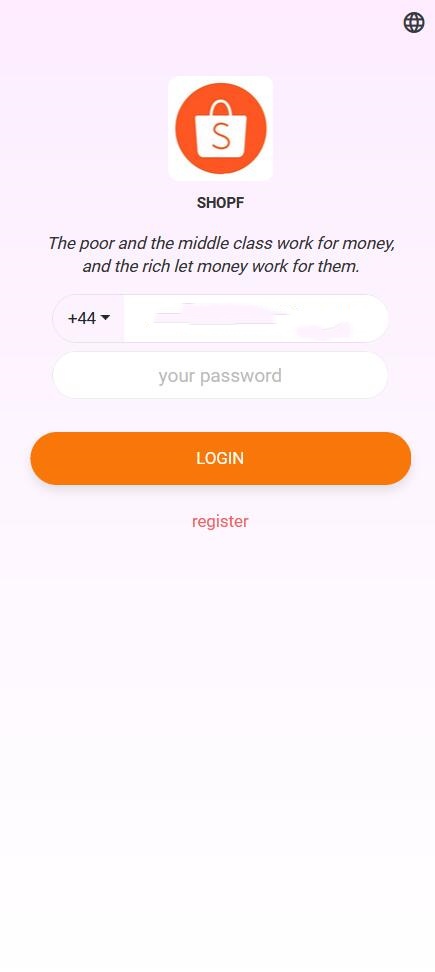 S
SHOPF
The poor and the middle class work for money,
and the rich let money work for them.
+44
your password
LOGIN
register